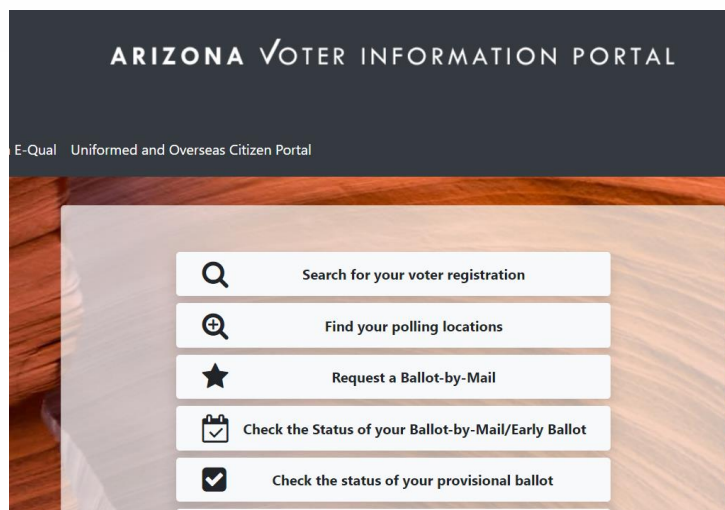 ARIZONA VOTER INFORMATION PORTAL
E-Qual Uniformed and Overseas Citizen Portal
Search for your voter registration
Find your polling locations
Request a Ballot-by-Mail
Check the Status of your Ballot-by-Mail/Early Ballot
Check the status of your provisional ballot